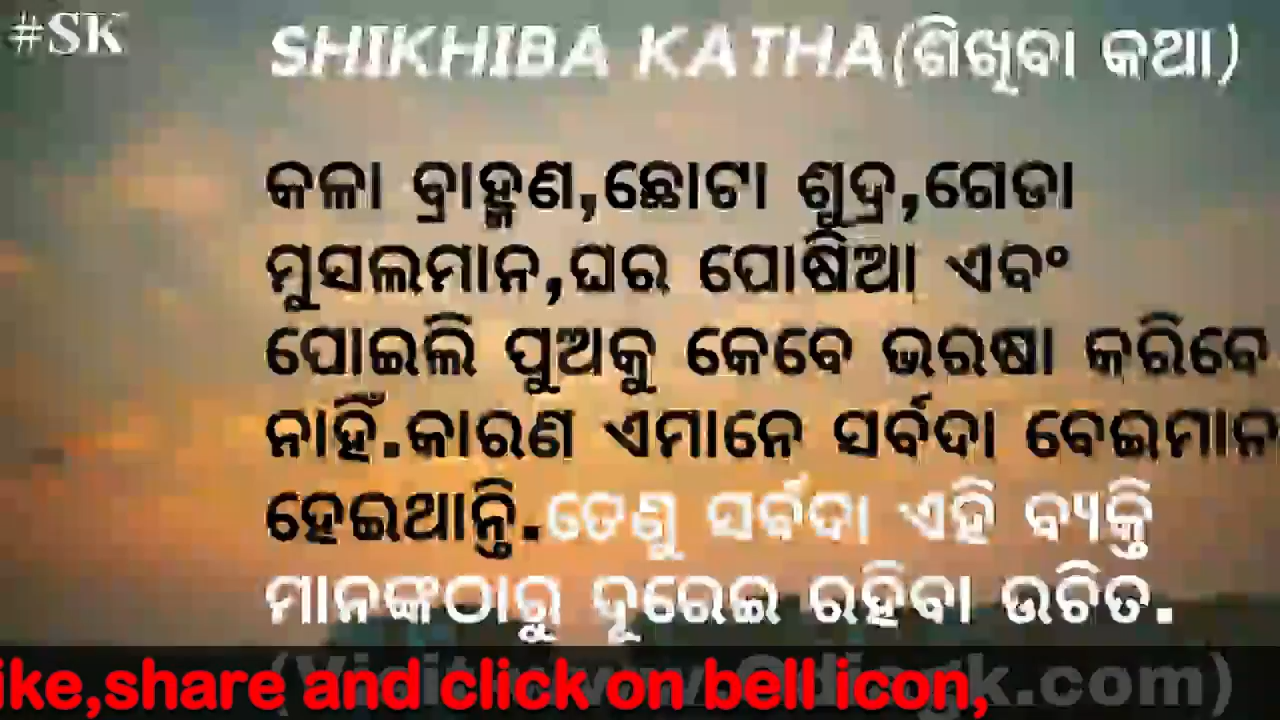 #SK
SHIKHIBA KATHA(ଶିଖିବା କଥା)
କଳା ବ୍ରାହ୍ମଣ,ଛୋଟା ଶୁଦ୍ର,ଗେଡା
ମୁସଲମାନ,ଘର ପୋଷିଆ ଏବଂ
ପୋଇଲି ପୁଅକୁ କେବେ ଭରଷା କରିବେ
ନାହିଁ.କାରଣ ଏମାନେ ସର୍ବଦା ବେଇମାନ
ହେଇଥାନ୍ତି.ତେଣୁ ସର୍ବଦା ଏହି ବ୍ୟକ୍ତି
ମାନଙ୍କଠାରୁ ଦୂରେଇ ରହିବା ଉଚିତ.
ike,share and click on bell icon,